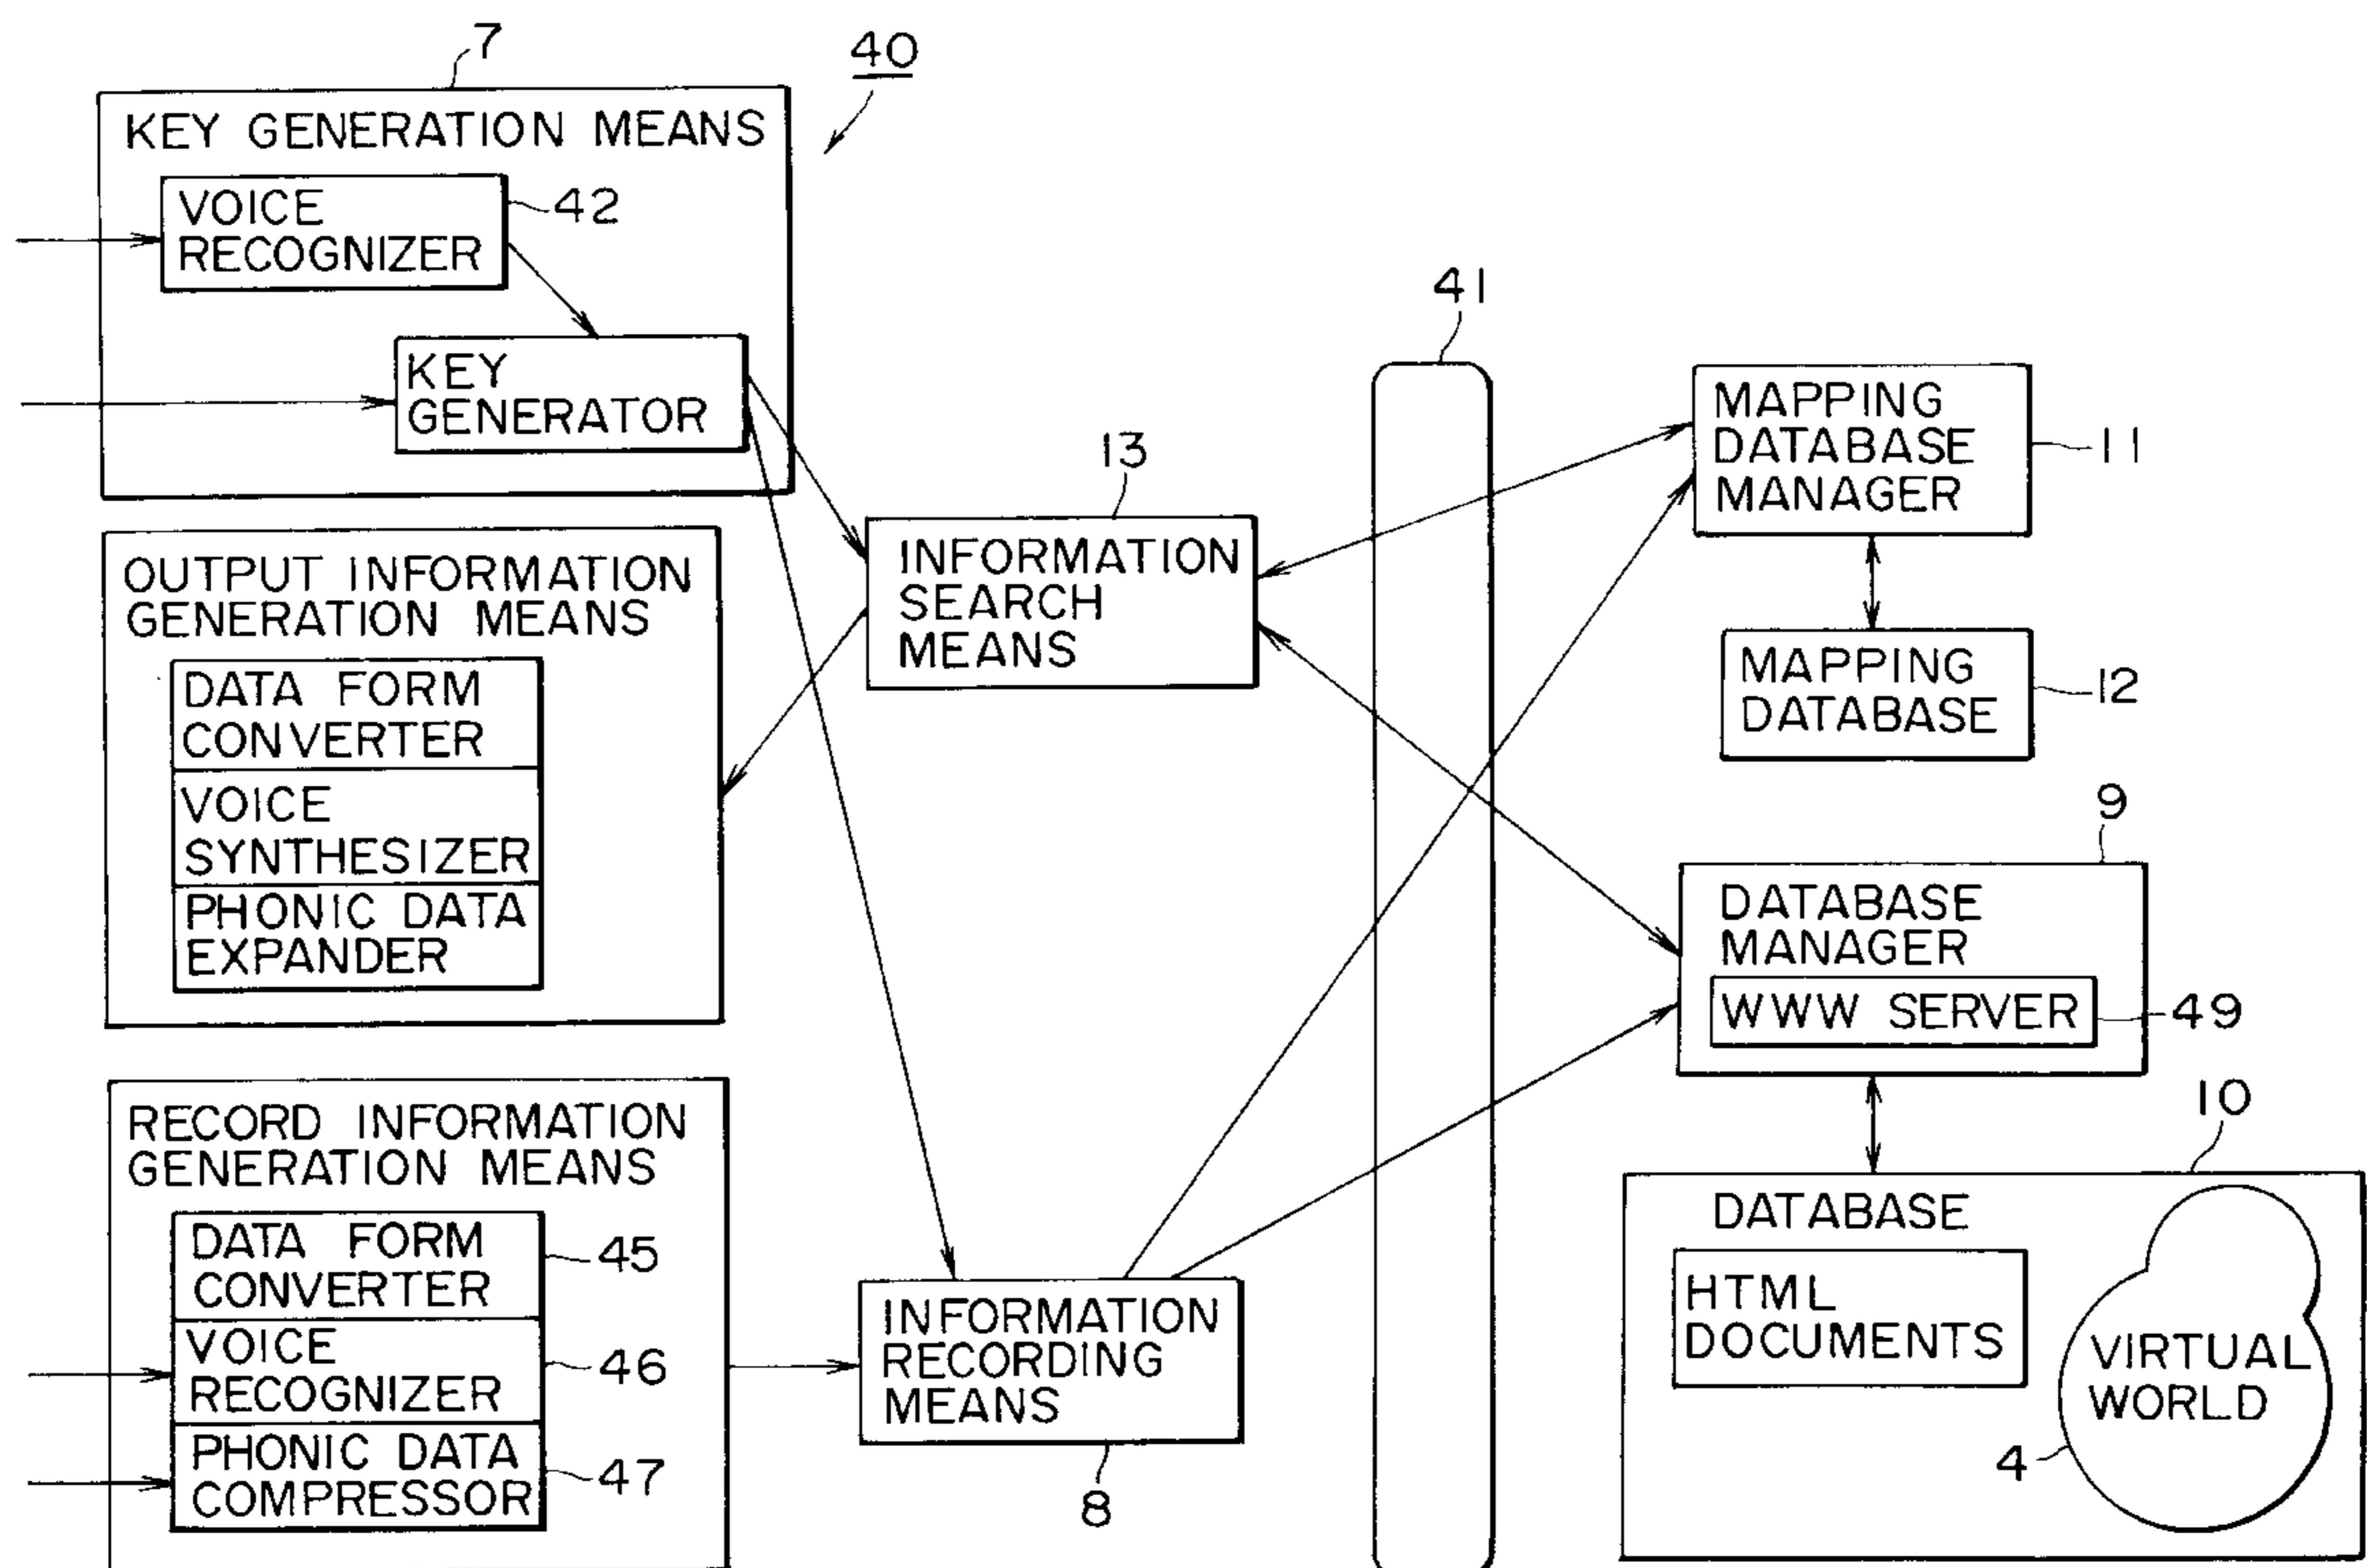 7
40
KEY GENERATION MEANS
VOICE
RECOGNIZER
42
KEY
GENERATOR
OUTPUT INFORMATION
GENERATION MEANS
DATA FORM
CONVERTER
VOICE
SYNTHESIZER
PHONIC DATA
EXPANDER
RECORD INFORMATION
GENERATION MEANS
DATA FORM
CONVERTER
45
VOICE
RECOGNIZER
46
PHONIC DATA
COMPRESSOR
47
13
INFORMATION
SEARCH
MEANS
INFORMATION
RECORDING
MEANS
8
41
MAPPING
DATABASE
MANAGER
11
MAPPING
DATABASE
12
9
DATABASE
MANAGER
WWW SERVER
49
10
DATABASE
HTML
DOCUMENTS
VIRTUAL
WORLD
4